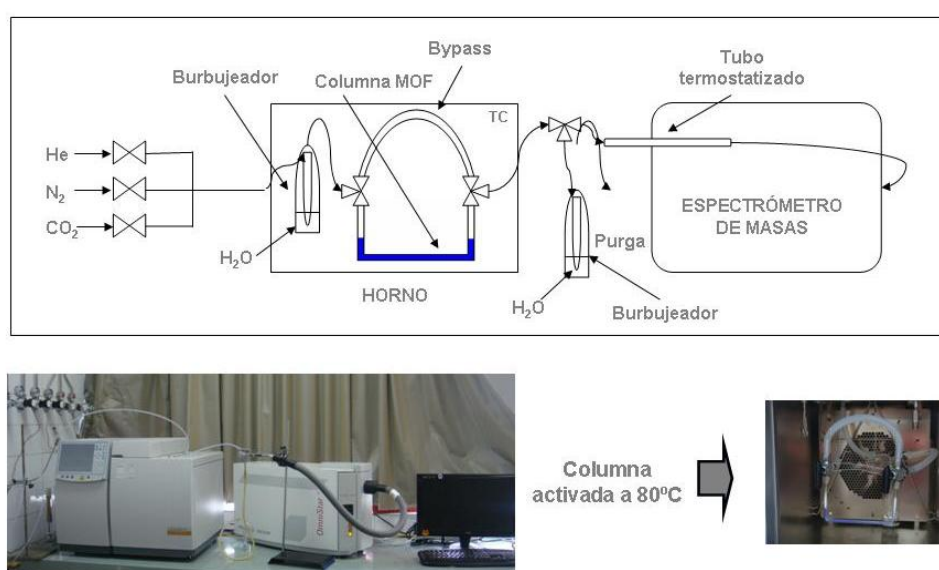 Bypass
Burbujeador
Columna MOF
Tubo
termostatizado
TC
He
N₂
CO₂
ESPECTRÓMETRO
DE MASAS
H₂O
Purga
HORNO
H₂O
Burbujeador
OmniStar
Columna
activada a 80ºC